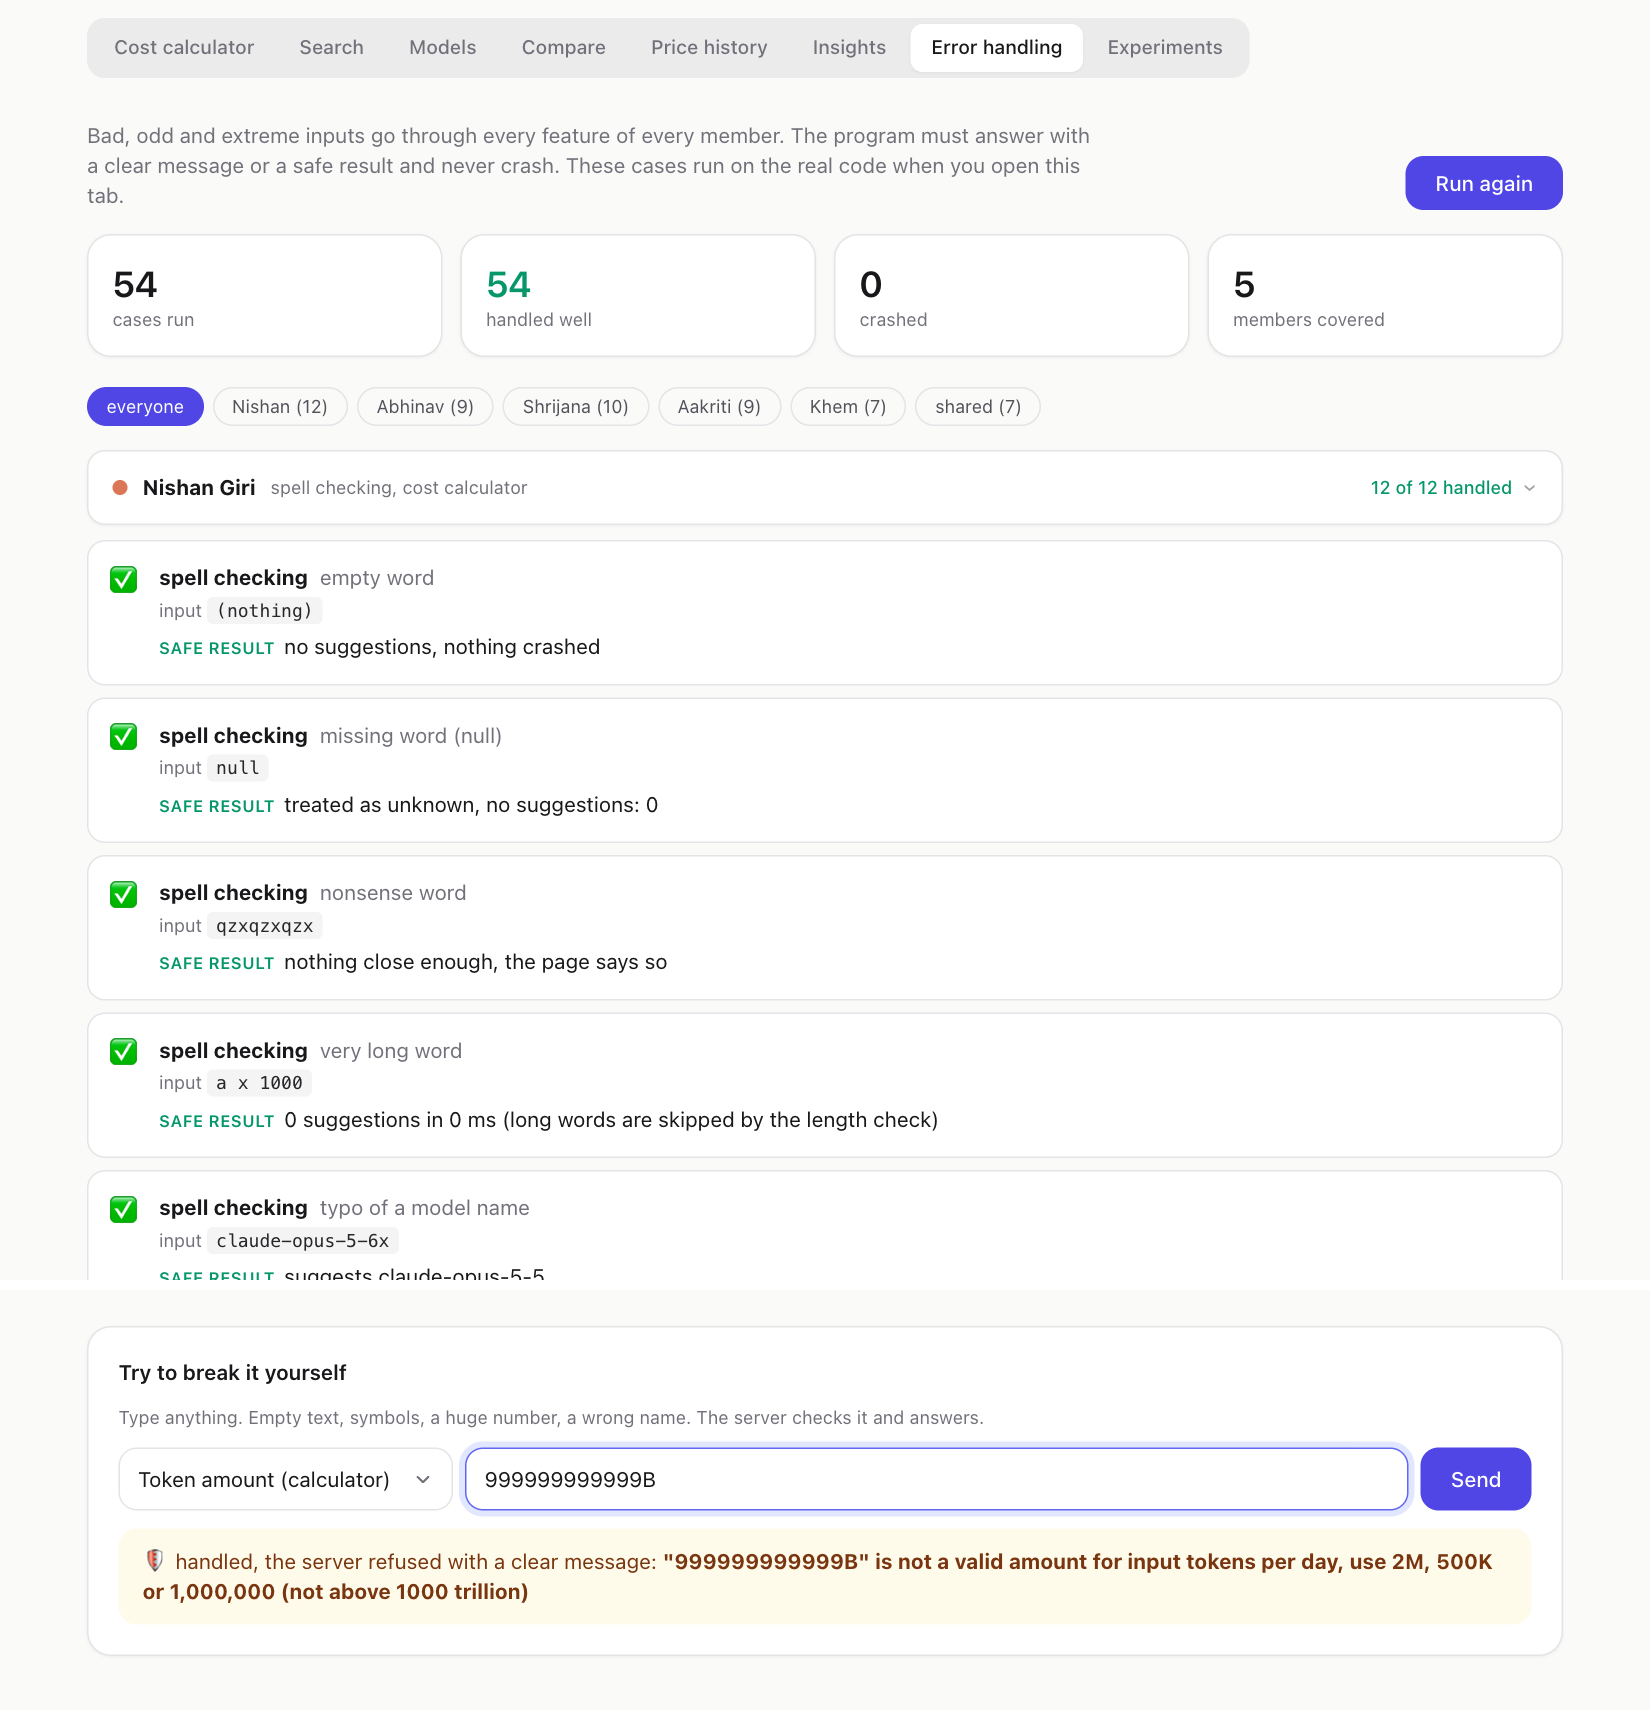 Cost calculator Search Models Compare Price history Insights Error handling Experiments
Bad, odd and extreme inputs go through every feature of every member. The program must answer with
a clear message or a safe result and never crash. These cases run on the real code when you open this
tab.
Run again
54
cases run
54
handled well
0
crashed
5
members covered
everyone Nishan (12) Abhinav (9) Shrijana (10) Aakriti (9) Khem (7) shared (7)
Nishan Giri spell checking, cost calculator 12 of 12 handled
spell checking empty word
input (nothing)
SAFE RESULT no suggestions, nothing crashed
spell checking missing word (null)
input null
SAFE RESULT treated as unknown, no suggestions: 0
spell checking nonsense word
input qzxqzxqzx
SAFE RESULT nothing close enough, the page says so
spell checking very long word
input a x 1000
SAFE RESULT 0 suggestions in 0 ms (long words are skipped by the length check)
spell checking typo of a model name
input claude-opus-5-6x
SAFE RESULT suggests claude-opus-5-5
Try to break it yourself
Type anything. Empty text, symbols, a huge number, a wrong name. The server checks it and answers.
Token amount (calculator) 999999999999B Send
handled, the server refused with a clear message: "999999999999B" is not a valid amount for input tokens per day, use 2M, 500K
or 1,000,000 (not above 1000 trillion)